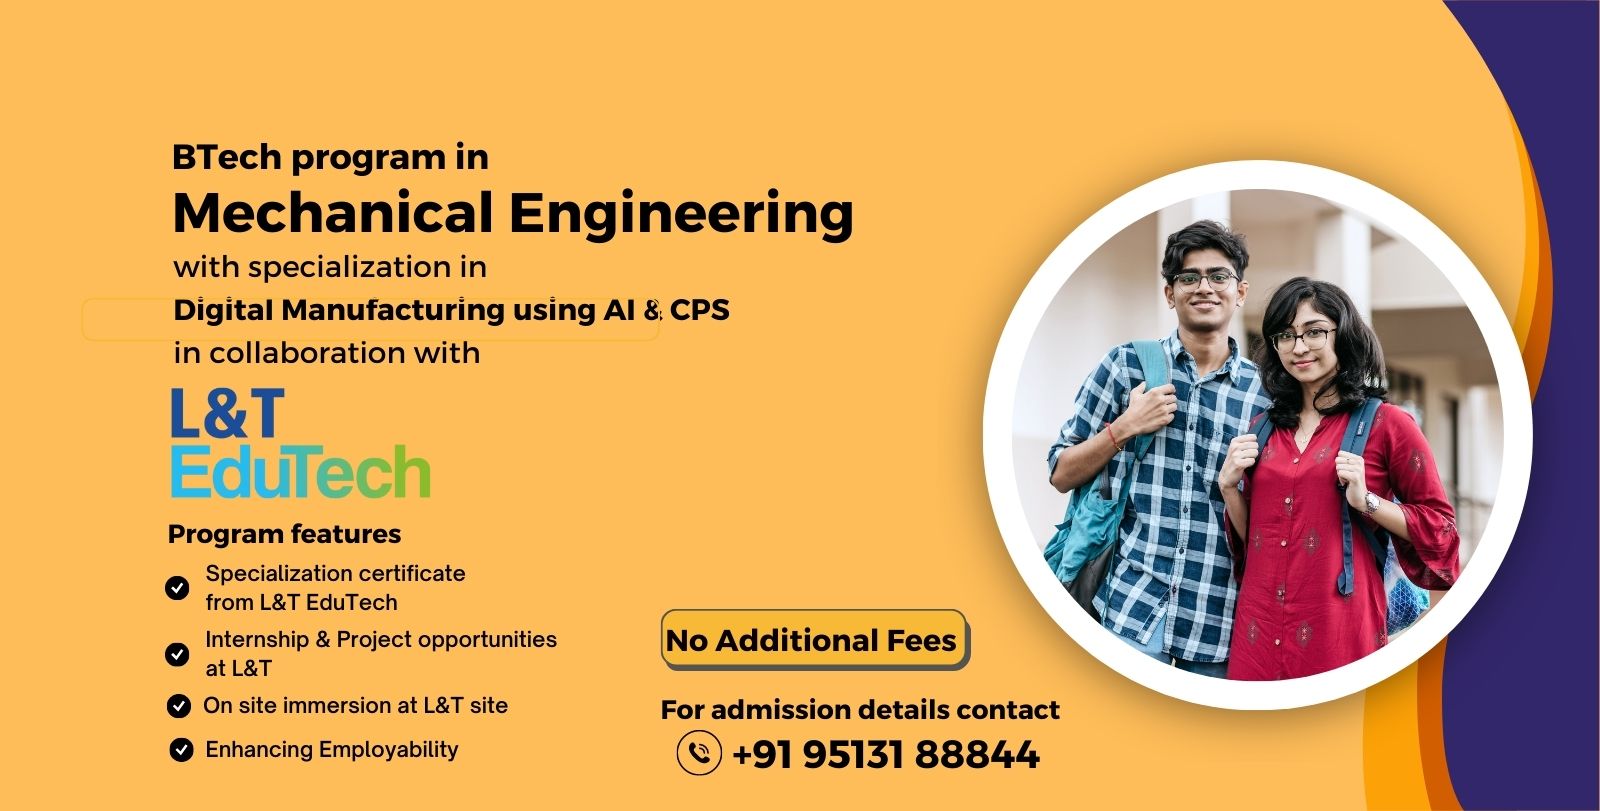 BTech program in
Mechanical Engineering
with specialization in
Digital Manufacturing using AI & CPS
in collaboration with
L&T
EduTech
Program features
Specialization certificate
from L&T EduTech
Internship & Project opportunities
at L&T
On site immersion at L&T site
Enhancing Employability
No Additional Fees
For admission details contact
+91 95131 88844